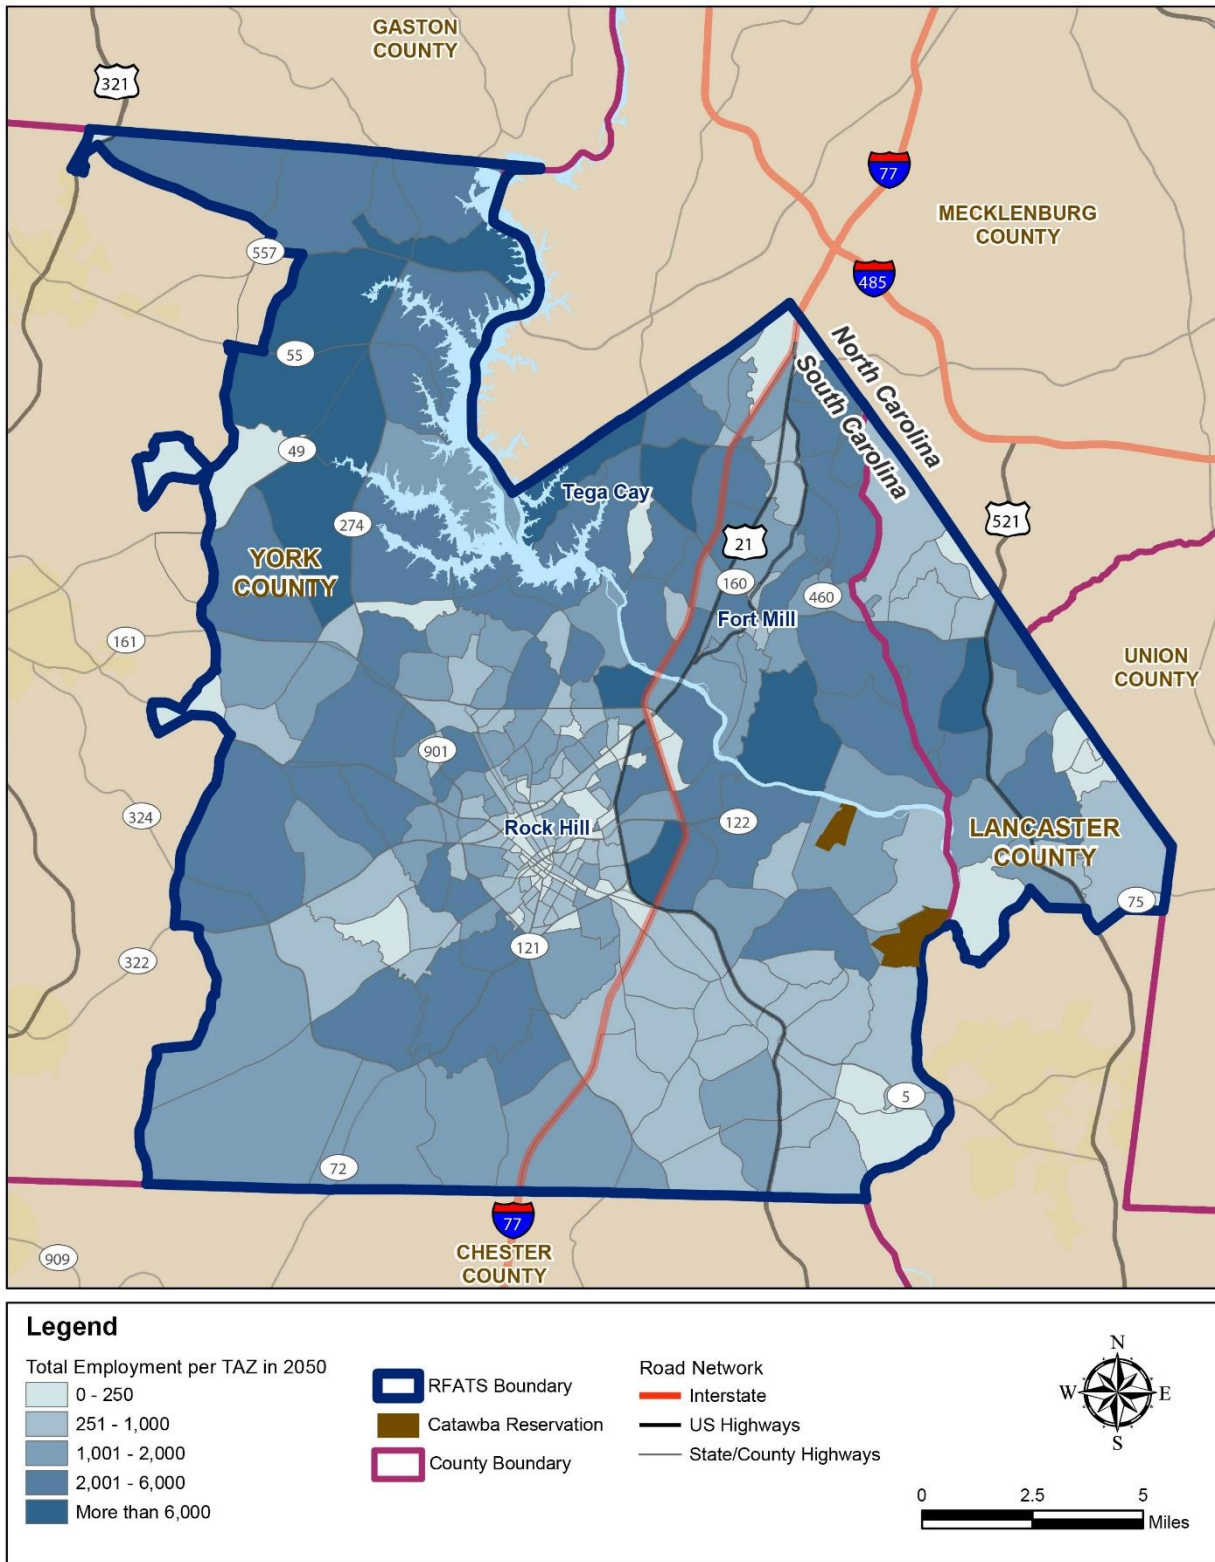 GASTON
COUNTY
321
77
MECKLENBURG
COUNTY
557
485
North Carolina
South Carolina
55
49
Tega Cay
521
274
21
YORK
COUNTY
160
460
Fort Mill
161
UNION
COUNTY
901
324
Rock Hill
122
LANCASTER
COUNTY
75
121
322
5
72
77
CHESTER
COUNTY
909
Legend
Total Employment per TAZ in 2050
0 - 250
251 - 1,000
1,001 - 2,000
2,001 - 6,000
More than 6,000
RFATS Boundary
Catawba Reservation
County Boundary
Road Network
Interstate
US Highways
State/County Highways
N
W E
S
0 2.5 5
Miles